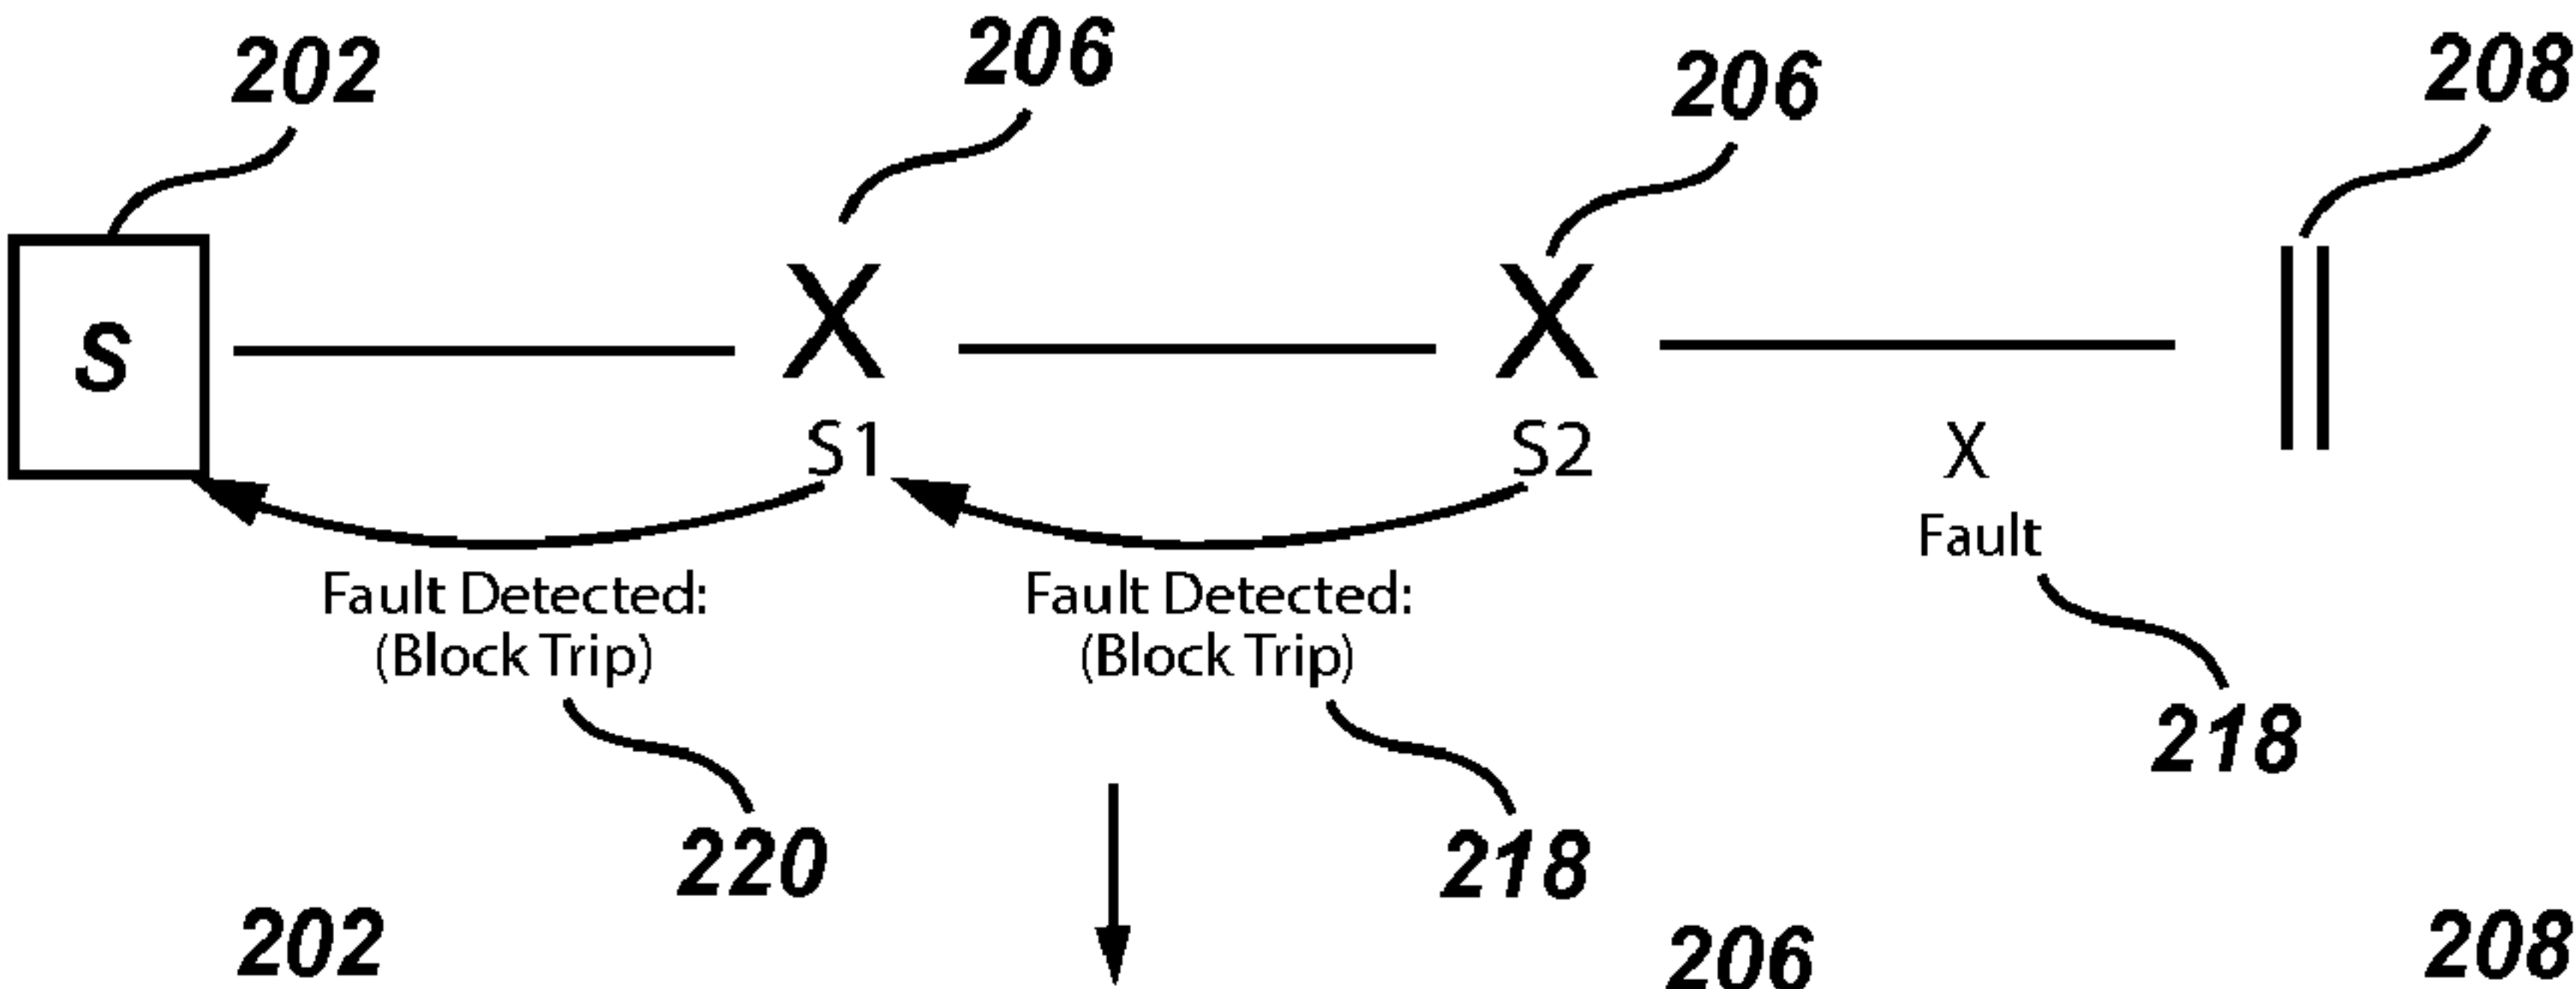 202
206
206
208
S
X
X
S1
S2
X
Fault
Fault Detected:
(Block Trip)
Fault Detected:
(Block Trip)
218
220
218
202
206
208